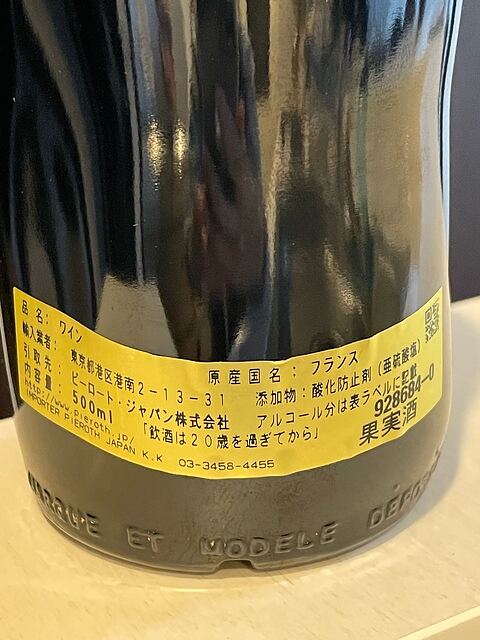 品名：ワイン
原産国名：フランス
輸入業者：東京都港区港南２－１３－３１
添加物：酸化防止剤（亜硫酸塩）
引取先：ピーロート・ジャパン株式会社
アルコール分は表ラベルに記載
内容量：500ml
「飲酒は２０歳を過ぎてから」
928684-0
果実酒
http://www.pieroth.jp/
IMPORTER PIEROTH JAPAN K.K 03-3458-4455
MARQUE ET MODELE DEPOSE